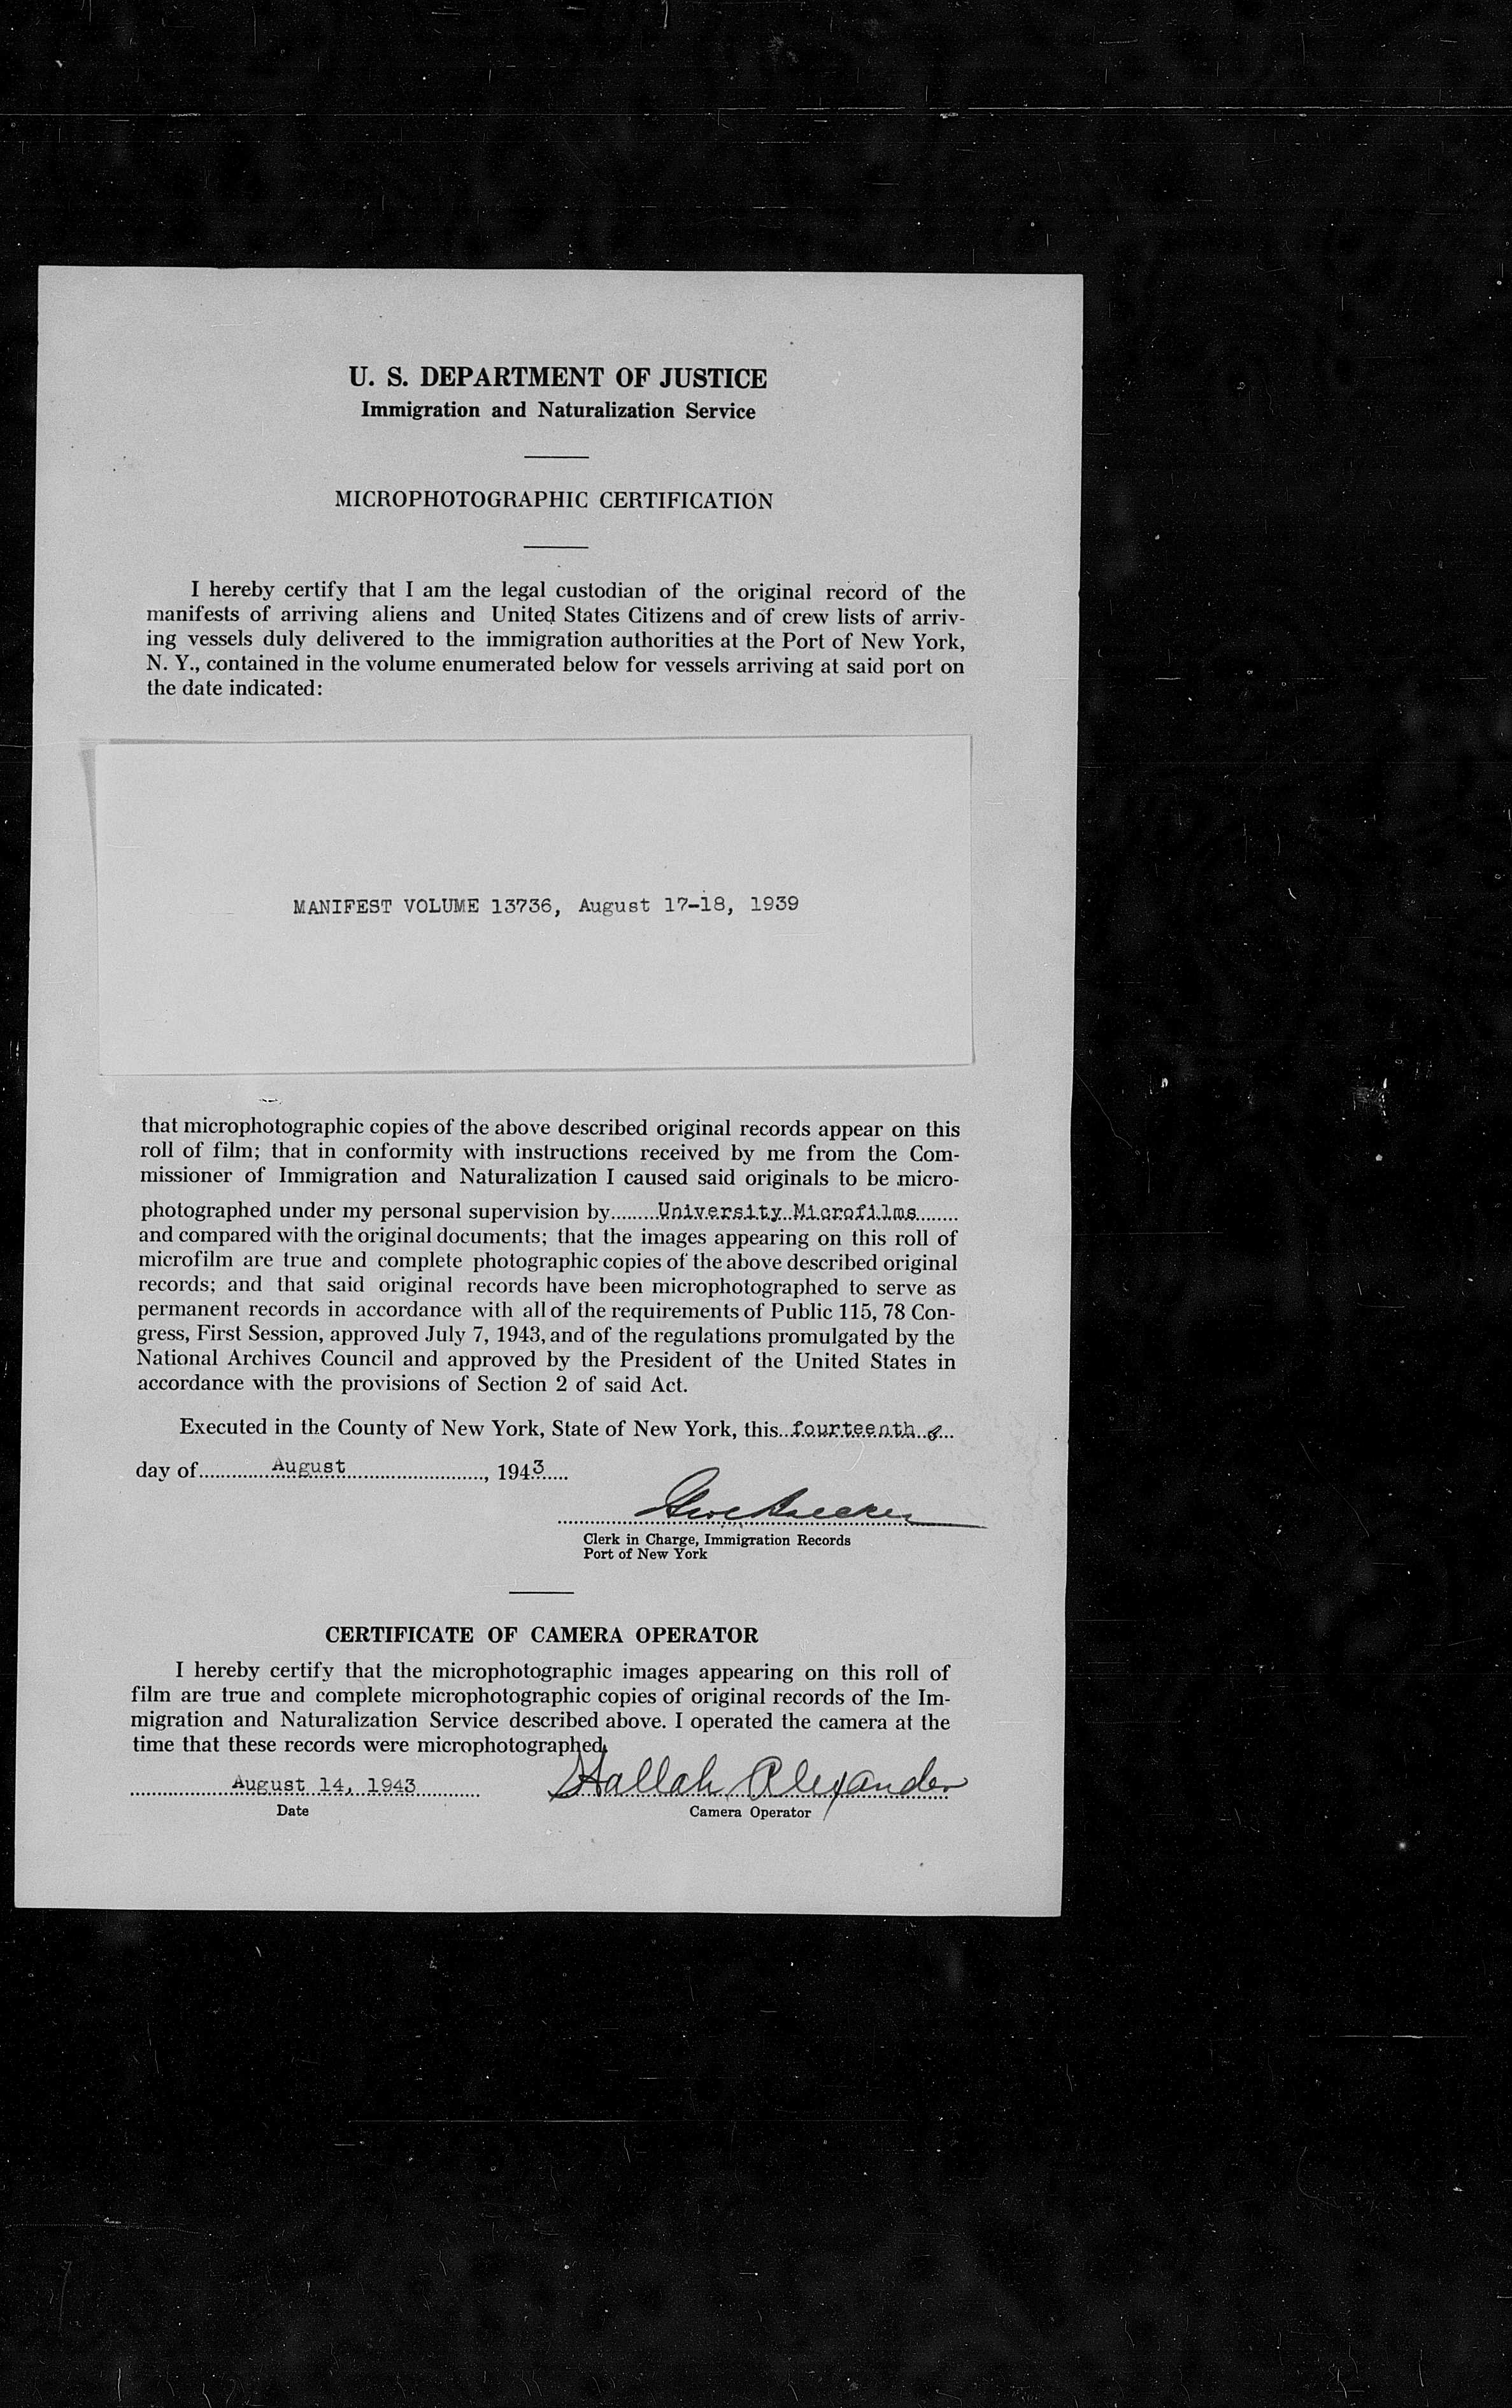 U. S. DEPARTMENT OF JUSTICE
Immigration and Naturalization Service
MICROPHOTOGRAPHIC CERTIFICATION
I hereby certify that I am the legal custodian of the original record of the
manifests of arriving aliens and United States Citizens and of crew lists of arriv-
ing vessels duly delivered to the immigration authorities at the Port of New York,
N. Y., contained in the volume enumerated below for vessels arriving at said port on
the date indicated:
MANIFEST VOLUME 13736, August 17-18, 1939
that microphotographic copies of the above described original records appear on this
roll of film; that in conformity with instructions received by me from the Com-
missioner of Immigration and Naturalization I caused said originals to be micro-
photographed under my personal supervision by........University Microfilms.......
and compared with the original documents; that the images appearing on this roll of
microfilm are true and complete photographic copies of the above described original
records; and that said original records have been microphotographed to serve as
permanent records in accordance with all of the requirements of Public 115, 78 Con-
gress, First Session, approved July 7, 1943, and of the regulations promulgated by the
National Archives Council and approved by the President of the United States in
accordance with the provisions of Section 2 of said Act.
Executed in the County of New York, State of New York, this..fourteenth
day of..............August............................, 1943.....
Clerk in Charge, Immigration Records
Port of New York
CERTIFICATE OF CAMERA OPERATOR
I hereby certify that the microphotographic images appearing on this roll of
film are true and complete microphotographic copies of original records of the Im-
migration and Naturalization Service described above. I operated the camera at the
time that these records were microphotographed.
August 14, 1943 Hallah Alexander
Date Camera Operator